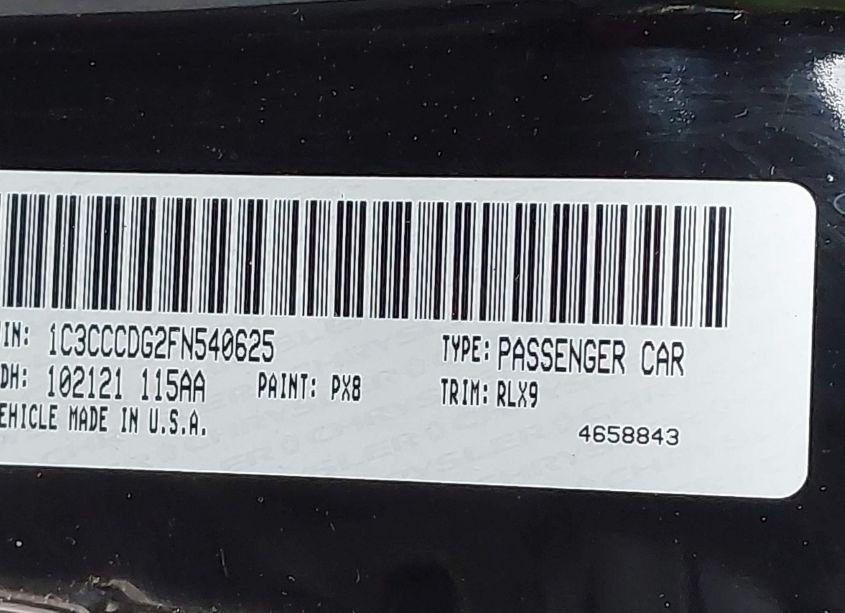 IN: 1C3CCCDG2FN540625 TYPE: PASSENGER CAR
DH: 102121 115AA PAINT: PX8 TRIM: RLX9
EHICLE MADE IN U.S.A. 4658843